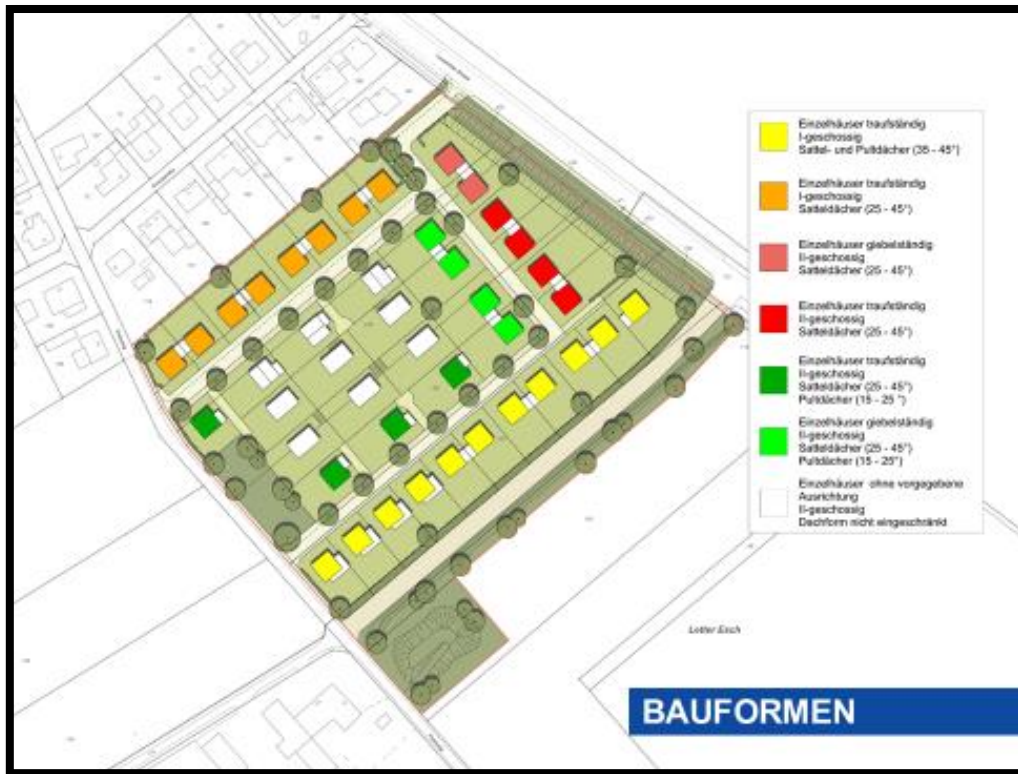 Einzelhäuser traufständig
I-geschossig
Sattel- und Pultdächer (35 - 45°)
Einzelhäuser traufständig
I-geschossig
Satteldächer (25 - 45°)
Einzelhäuser giebelständig
II-geschossig
Satteldächer (25 - 45°)
Einzelhäuser traufständig
II-geschossig
Satteldächer (25 - 45°)
Einzelhäuser traufständig
II-geschossig
Satteldächer (25 - 45°)
Pultdächer (15 - 25 °)
Einzelhäuser giebelständig
II-geschossig
Satteldächer (25 - 45°)
Pultdächer (15 - 25°)
Einzelhäuser ohne vorgegebene
Ausrichtung
II-geschossig
Dachform nicht eingeschränkt
Lotter Esch
BAUFORMEN